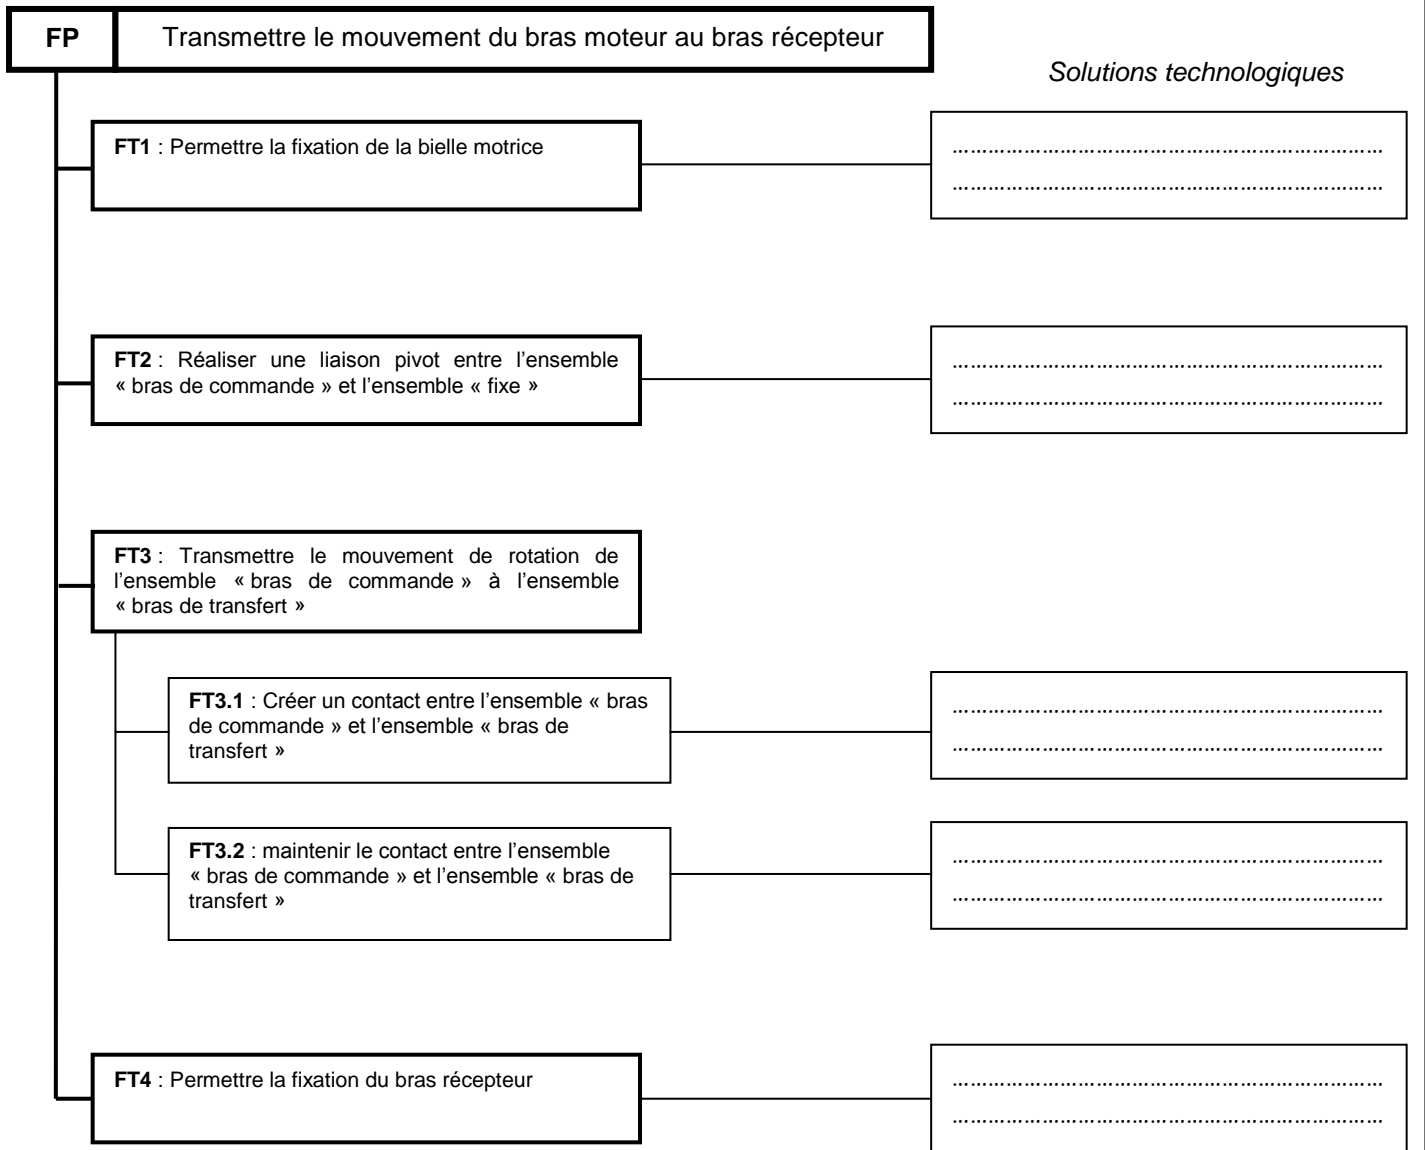 FP Transmettre le mouvement du bras moteur au bras récepteur
Solutions technologiques
FT1 : Permettre la fixation de la bielle motrice
………………………………………………………………
………………………………………………………………
FT2 : Réaliser une liaison pivot entre l’ensemble
« bras de commande » et l’ensemble « fixe »
………………………………………………………………
………………………………………………………………
FT3 : Transmettre le mouvement de rotation de
l’ensemble « bras de commande » à l’ensemble
« bras de transfert »
FT3.1 : Créer un contact entre l’ensemble « bras
de commande » et l’ensemble « bras de
transfert »
………………………………………………………………
………………………………………………………………
FT3.2 : maintenir le contact entre l’ensemble
« bras de commande » et l’ensemble « bras de
transfert »
………………………………………………………………
………………………………………………………………
FT4 : Permettre la fixation du bras récepteur
………………………………………………………………
………………………………………………………………